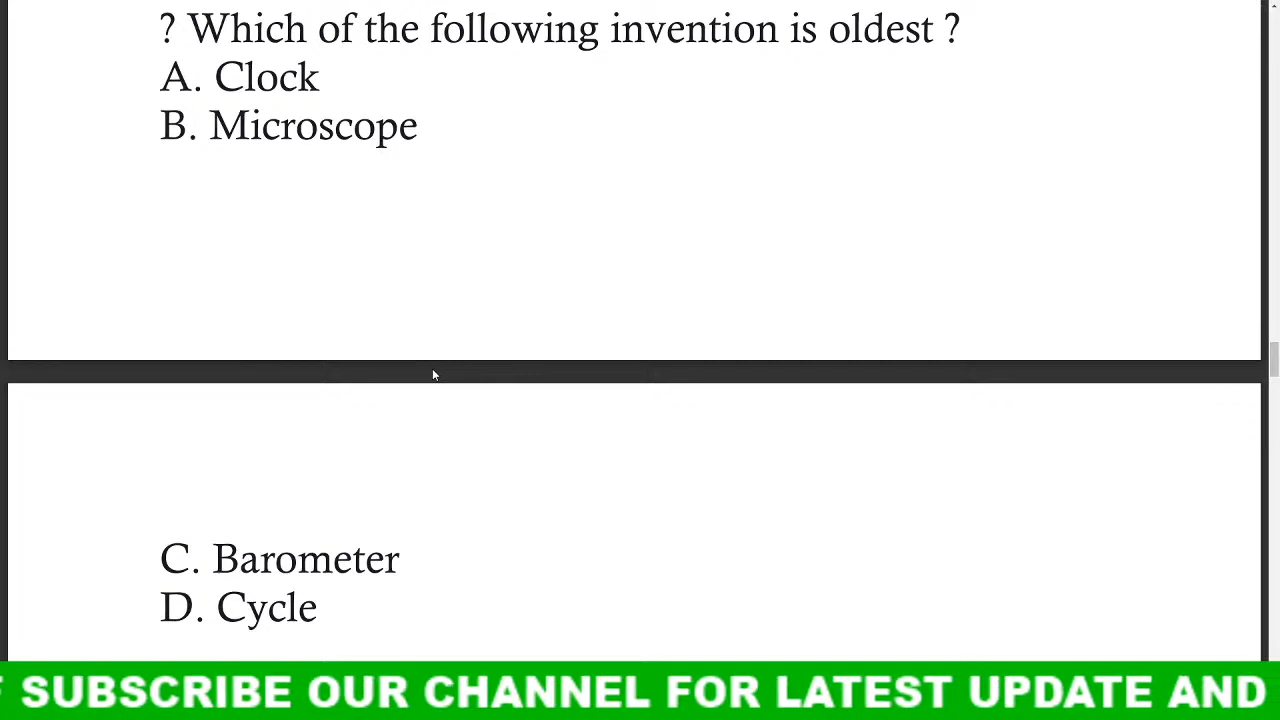 ? Which of the following invention is oldest ?
A. Clock
B. Microscope
C. Barometer
D. Cycle
SUBSCRIBE OUR CHANNEL FOR LATEST UPDATE AND